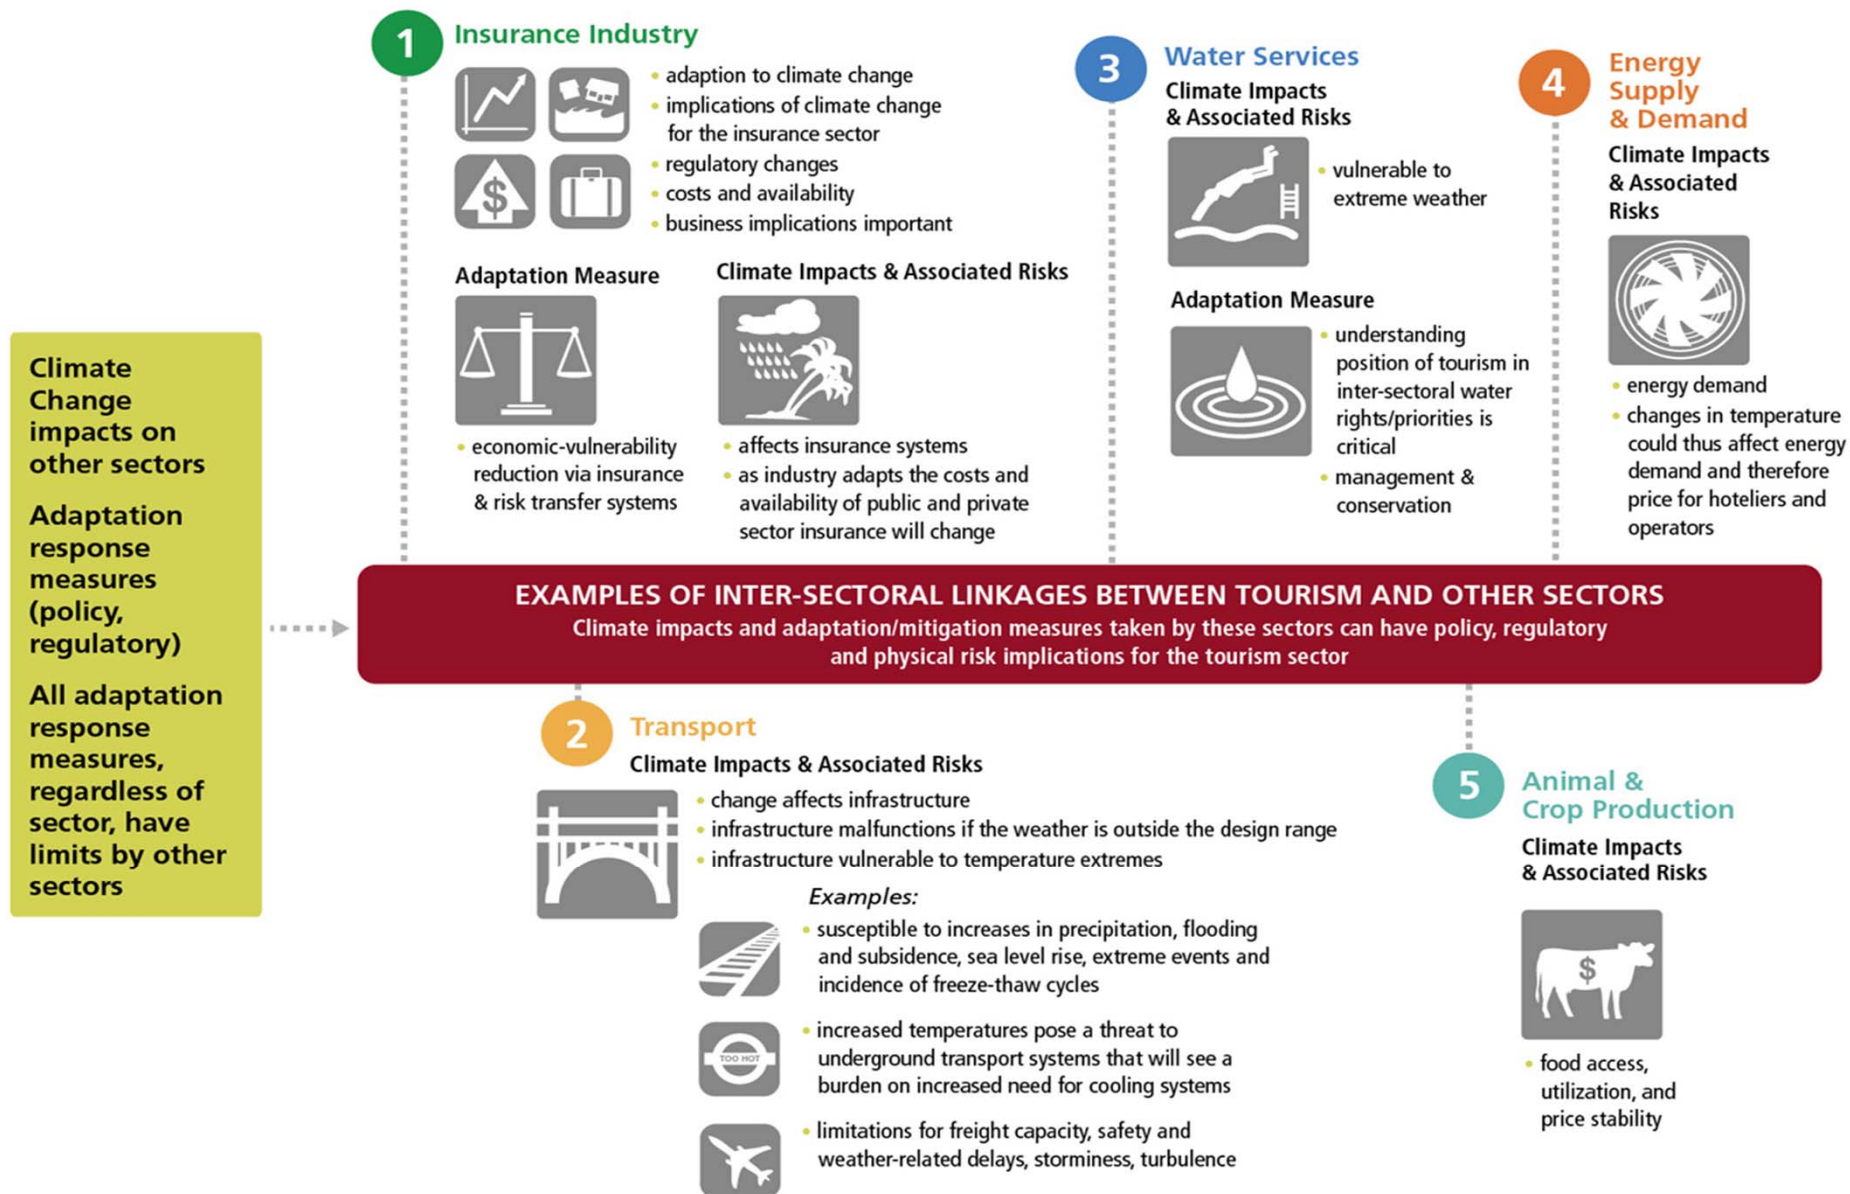 Climate
Change
impacts on
other sectors
Adaptation
response
measures
(policy,
regulatory)
All adaptation
response
measures,
regardless of
sector, have
limits by other
sectors
1
Insurance Industry
• adaption to climate change
• implications of climate change
for the insurance sector
• regulatory changes
• costs and availability
• business implications important
$
Adaptation Measure
• economic-vulnerability
reduction via insurance
& risk transfer systems
Climate Impacts & Associated Risks
• affects insurance systems
• as industry adapts the costs and
availability of public and private
sector insurance will change
3
Water Services
Climate Impacts
& Associated Risks
• vulnerable to
extreme weather
Adaptation Measure
• understanding
position of tourism in
inter-sectoral water
rights/priorities is
critical
• management &
conservation
4
Energy
Supply
& Demand
Climate Impacts
& Associated
Risks
• energy demand
• changes in temperature
could thus affect energy
demand and therefore
price for hoteliers and
operators
EXAMPLES OF INTER-SECTORAL LINKAGES BETWEEN TOURISM AND OTHER SECTORS
Climate impacts and adaptation/mitigation measures taken by these sectors can have policy, regulatory
and physical risk implications for the tourism sector
2
Transport
Climate Impacts & Associated Risks
• change affects infrastructure
• infrastructure malfunctions if the weather is outside the design range
• infrastructure vulnerable to temperature extremes
Examples:
• susceptible to increases in precipitation, flooding
and subsidence, sea level rise, extreme events and
incidence of freeze-thaw cycles
TOO HOT
• increased temperatures pose a threat to
underground transport systems that will see a
burden on increased need for cooling systems
• limitations for freight capacity, safety and
weather-related delays, storminess, turbulence
5
Animal &
Crop Production
Climate Impacts
& Associated Risks
$
• food access,
utilization, and
price stability